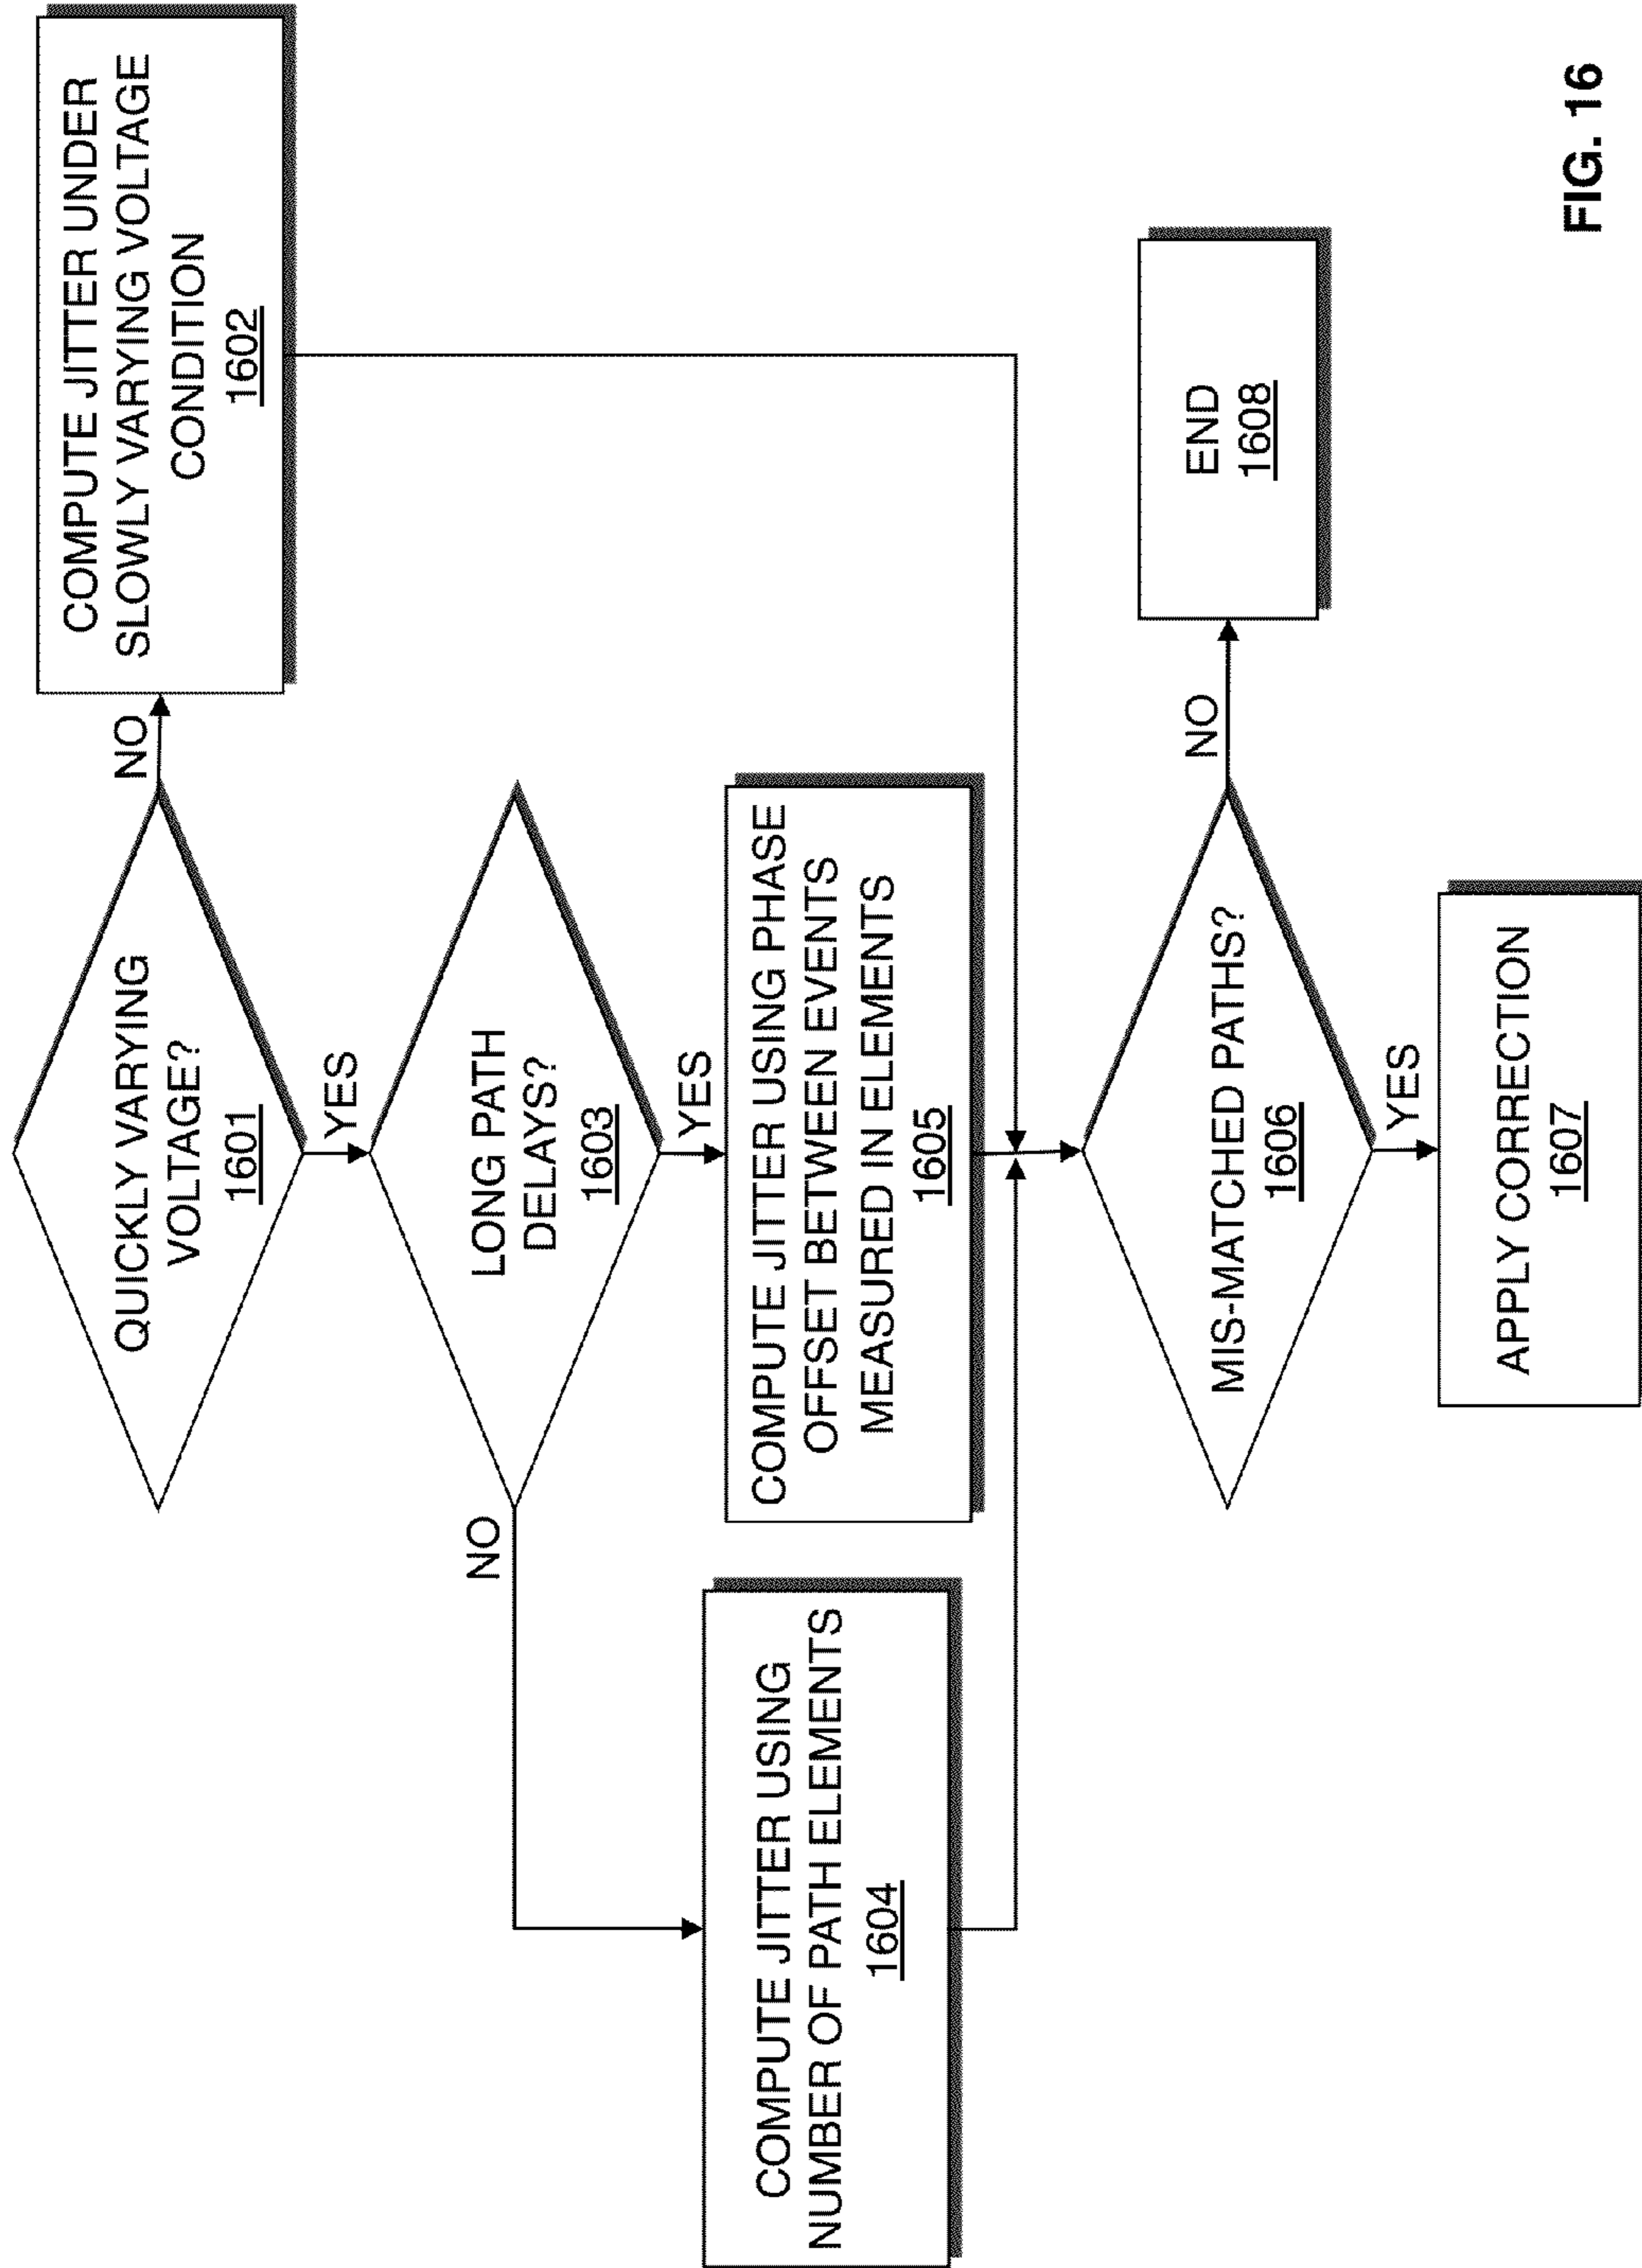 QUICKLY VARYING
VOLTAGE?
1601
NO
COMPUTE JITTER UNDER
SLOWLY VARYING VOLTAGE
CONDITION
1602
YES
LONG PATH
DELAYS?
1603
NO
YES
COMPUTE JITTER USING
NUMBER OF PATH ELEMENTS
1604
COMPUTE JITTER USING PHASE
OFFSET BETWEEN EVENTS
MEASURED IN ELEMENTS
1605
MIS-MATCHED PATHS?
1606
NO
END
1608
YES
APPLY CORRECTION
1607
FIG. 16